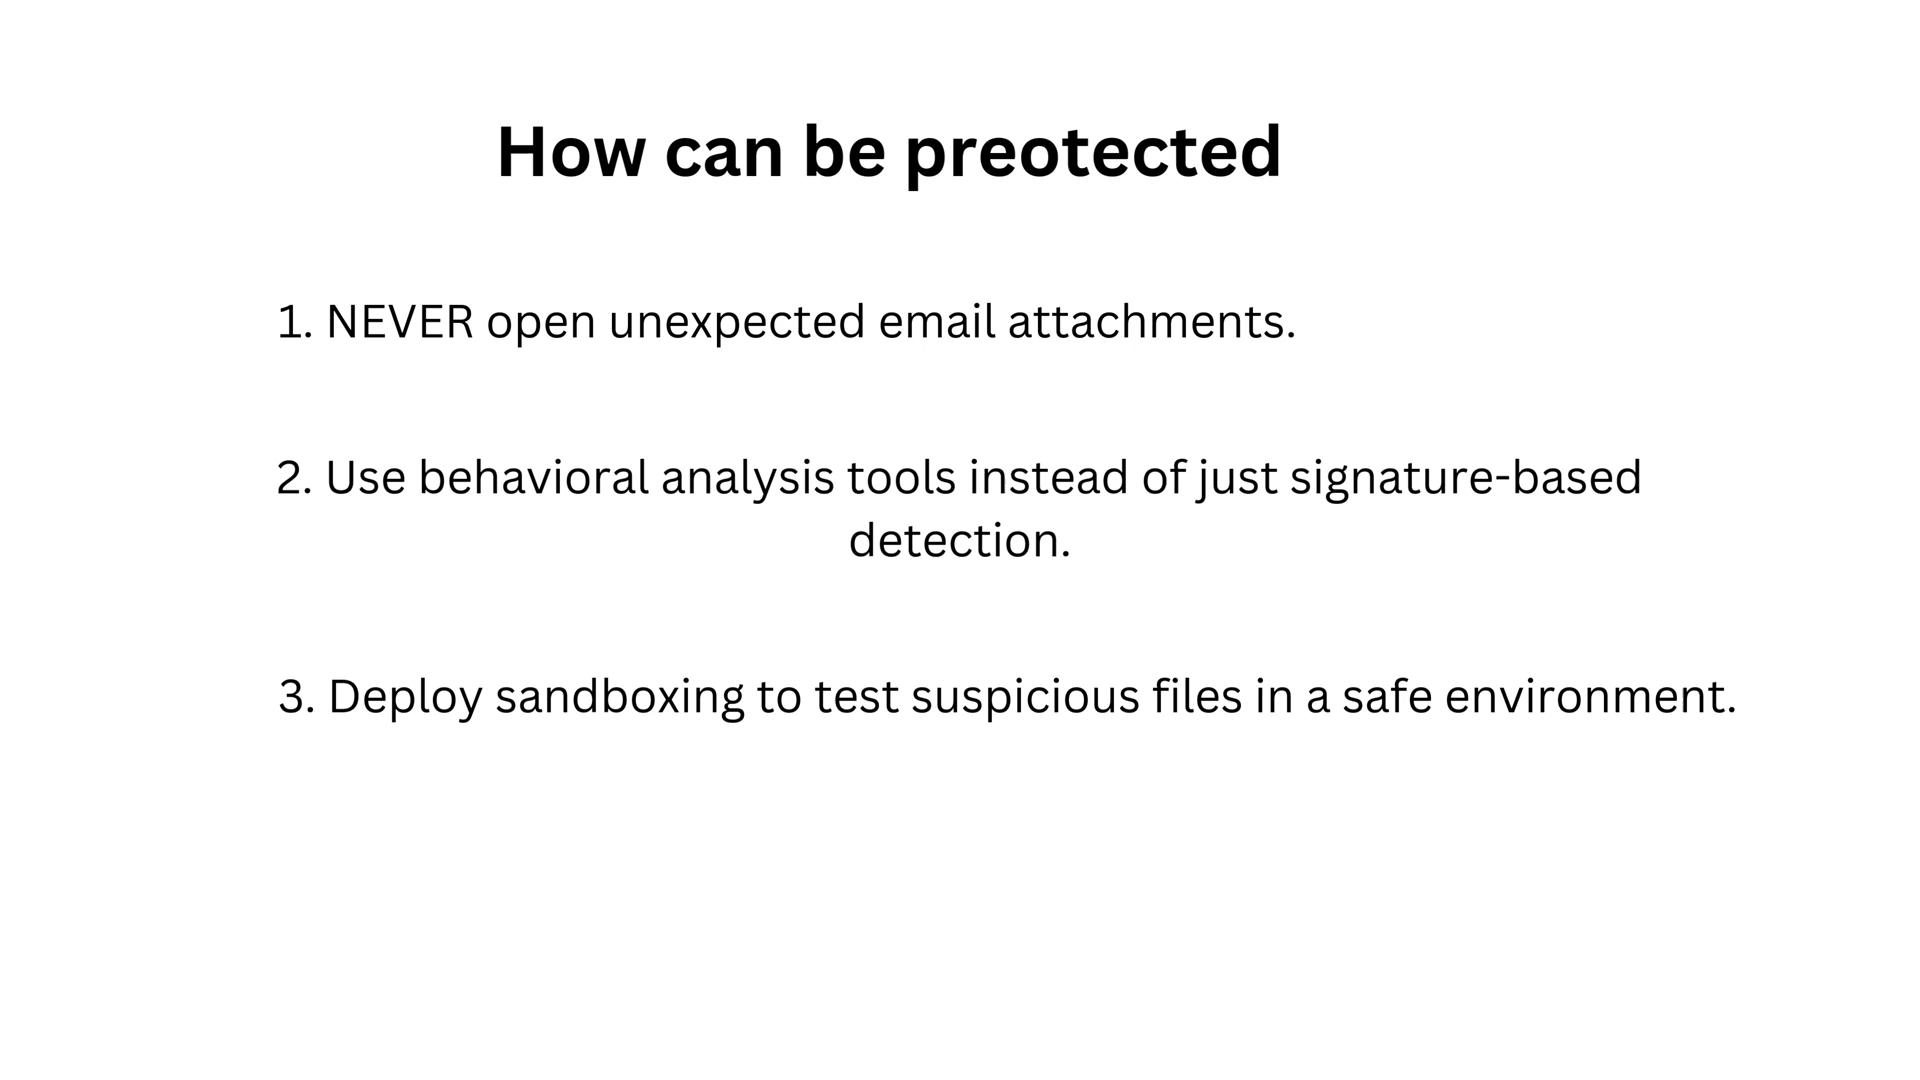 How can be preotected
1. NEVER open unexpected email attachments.
2. Use behavioral analysis tools instead of just signature-based
detection.
3. Deploy sandboxing to test suspicious files in a safe environment.